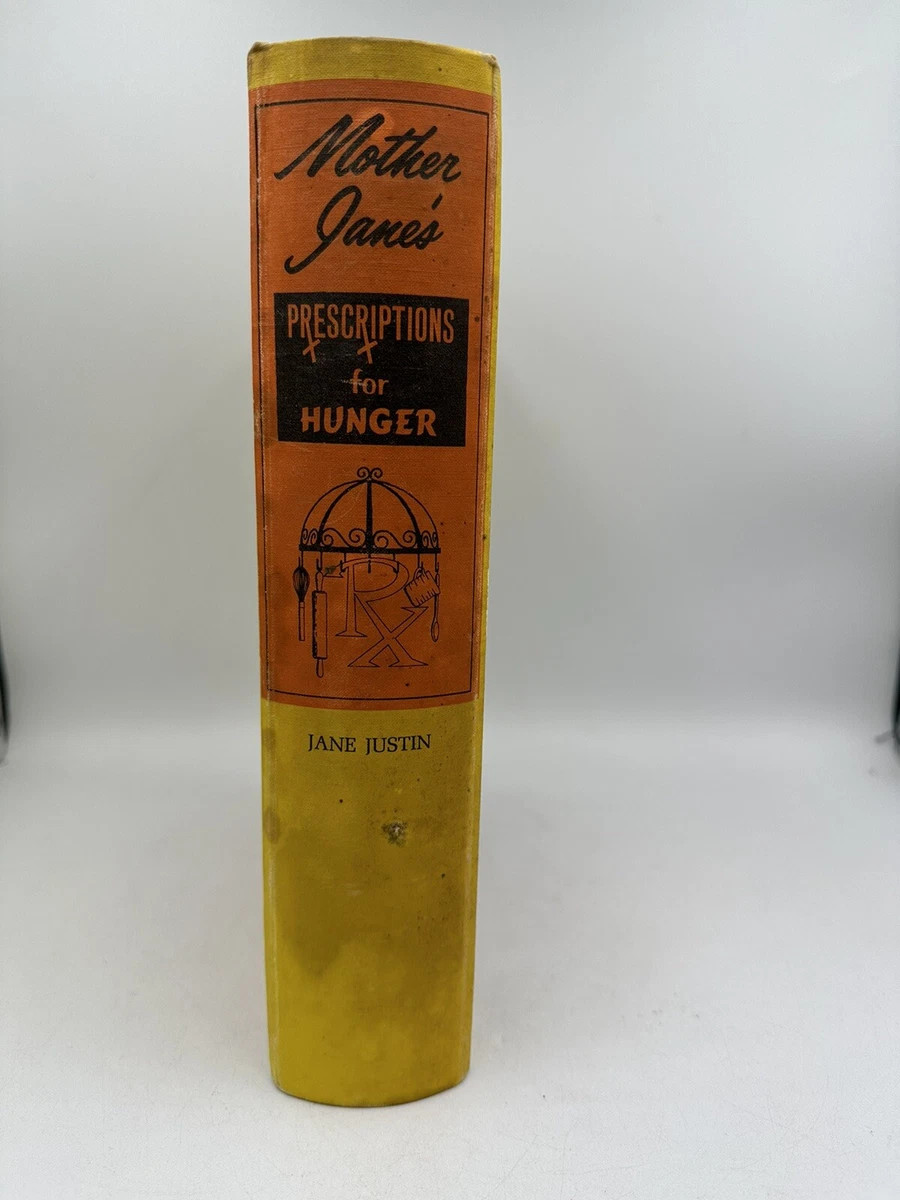 Mother
Jane's
PRESCRIPTIONS
for
HUNGER
Rx
JANE JUSTIN